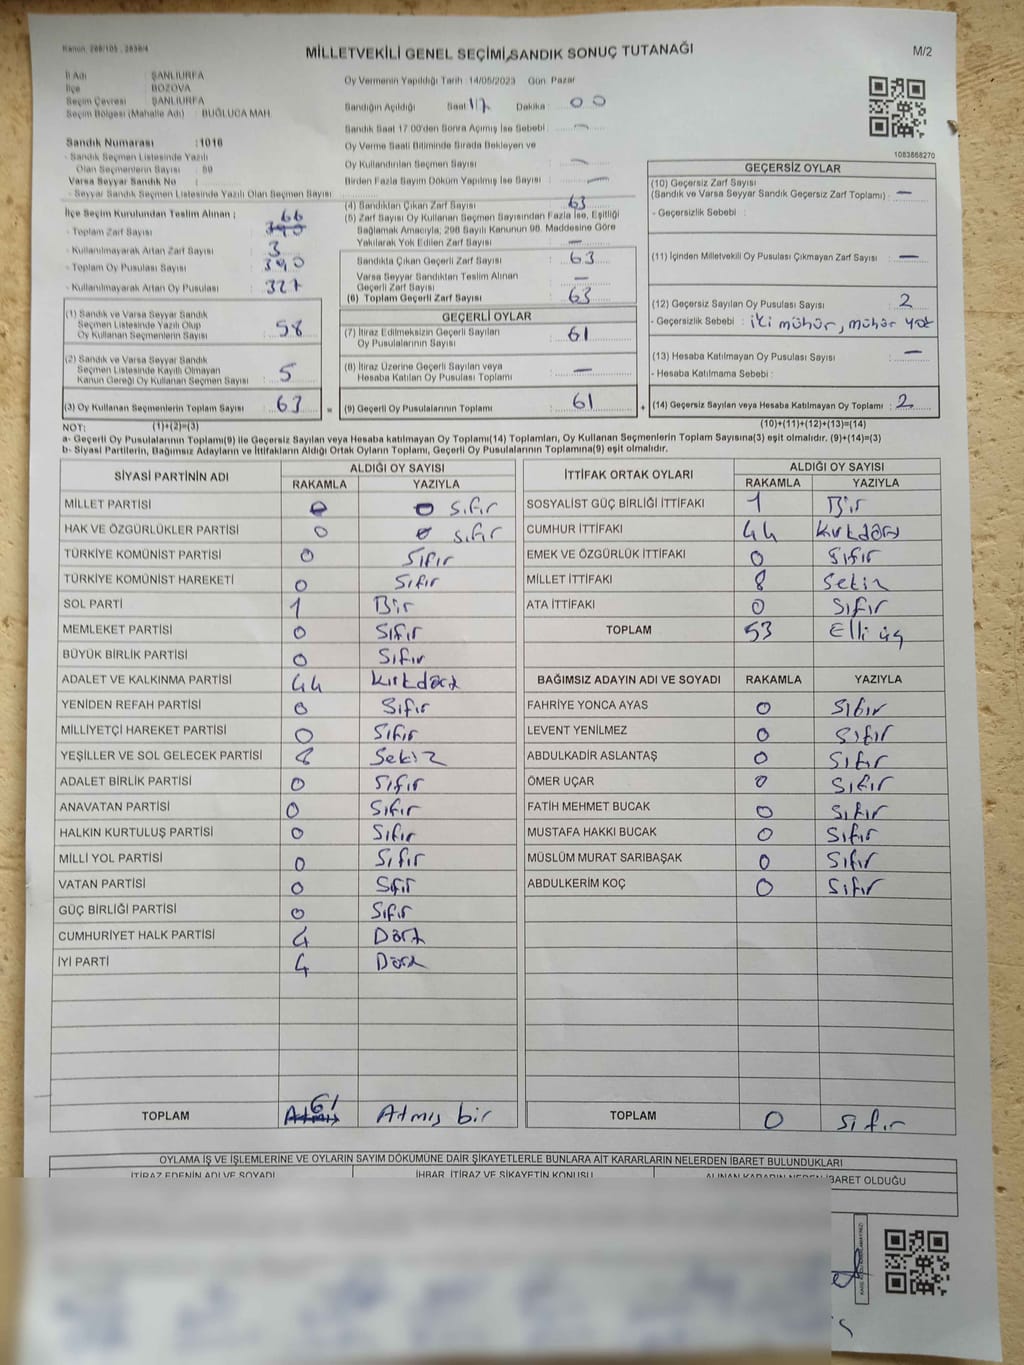 Kanun, 298/105 , 2839/4
MİLLETVEKİLİ GENEL SEÇİMİ SANDIK SONUÇ TUTANAĞI
M/2
İl Adı : ŞANLIURFA
İlçe : BOZOVA
Seçim Çevresi : ŞANLIURFA
Seçim Bölgesi (Mahalle Adı) : BUĞLUCA MAH
Oy Vermenin Yapıldığı Tarih 14/05/2023 Gün Pazar
Sandığın Açıldığı Saat 17 Dakika 00
Sandık Saat 17.00'den Sonra Açılmış İse Sebebi : —
Oy Verme Saati Bitiminde Sırada Bekleyen ve
Oy Kullandırılan Seçmen Sayısı : —
Birden Fazla Sayım Döküm Yapılmış İse Sayısı : —
Sandık Numarası :1016
- Sandık Seçmen Listesinde Yazılı
Olan Seçmenlerin Sayısı :
Varsa Seyyar Sandık No :
- Seyyar Sandık Seçmen Listesinde Yazılı Olan Seçmen Sayısı :
1083868270
İlçe Seçim Kurulundan Teslim Alınan ;
- Toplam Zarf Sayısı : 66
- Kullanılmayarak Artan Zarf Sayısı : 3
- Toplam Oy Pusulası Sayısı : 390
- Kullanılmayarak Artan Oy Pusulası : 327
(4) Sandıktan Çıkan Zarf Sayısı : 63
(5) Zarf Sayısı Oy Kullanan Seçmen Sayısından Fazla İse, Eşitliği
Sağlamak Amacıyla; 298 Sayılı Kanunun 98. Maddesine Göre
Yakılarak Yok Edilen Zarf Sayısı : —
Sandıkta Çıkan Geçerli Zarf Sayısı : 63
Varsa Seyyar Sandıktan Teslim Alınan
Geçerli Zarf Sayısı : —
(6) Toplam Geçerli Zarf Sayısı : 63
GEÇERSİZ OYLAR
(10) Geçersiz Zarf Sayısı
(Sandık ve Varsa Seyyar Sandık Geçersiz Zarf Toplamı) : —
- Geçersizlik Sebebi :
(11) İçinden Milletvekili Oy Pusulası Çıkmayan Zarf Sayısı : —
(12) Geçersiz Sayılan Oy Pusulası Sayısı : 2
- Geçersizlik Sebebi : iki mühür, mühür yok
(13) Hesaba Katılmayan Oy Pusulası Sayısı : —
- Hesaba Katılmama Sebebi :
(14) Geçersiz Sayılan veya Hesaba Katılmayan Oy Toplamı : 2
(10)+(11)+(12)+(13)=(14)
(1) Sandık ve Varsa Seyyar Sandık
Seçmen Listesinde Yazılı Olup
Oy Kullanan Seçmenlerin Sayısı : 58
(2) Sandık ve Varsa Seyyar Sandık
Seçmen Listesinde Kayıtlı Olmayan
Kanun Gereği Oy Kullanan Seçmen Sayısı : 5
(3) Oy Kullanan Seçmenlerin Toplam Sayısı : 63 =
GEÇERLİ OYLAR
(7) İtiraz Edilmeksizin Geçerli Sayılan
Oy Pusulalarının Sayısı : 61
(8) İtiraz Üzerine Geçerli Sayılan veya
Hesaba Katılan Oy Pusulası Toplamı : —
(9) Geçerli Oy Pusulalarının Toplamı : 61 +
NOT: (1)+(2)=(3)
a- Geçerli Oy Pusulalarının Toplamı(9) ile Geçersiz Sayılan veya Hesaba katılmayan Oy Toplamı(14) Toplamları, Oy Kullanan Seçmenlerin Toplam Sayısına(3) eşit olmalıdır. (9)+(14)=(3)
b- Siyasi Partilerin, Bağımsız Adayların ve İttifakların Aldığı Ortak Oyların Toplamı, Geçerli Oy Pusulalarının Toplamına(9) eşit olmalıdır.
SİYASİ PARTİNİN ADI ALDIĞI OY SAYISI
RAKAMLA YAZIYLA
MİLLET PARTİSİ 0 0 sıfır
HAK VE ÖZGÜRLÜKLER PARTİSİ 0 0 sıfır
TÜRKİYE KOMÜNİST PARTİSİ 0 Sıfır
TÜRKİYE KOMÜNİST HAREKETİ 0 Sıfır
SOL PARTİ 1 Bir
MEMLEKET PARTİSİ 0 Sıfır
BÜYÜK BİRLİK PARTİSİ 0 Sıfır
ADALET VE KALKINMA PARTİSİ 44 Kırkdört
YENİDEN REFAH PARTİSİ 0 Sıfır
MİLLİYETÇİ HAREKET PARTİSİ 0 Sıfır
YEŞİLLER VE SOL GELECEK PARTİSİ 8 Sekiz
ADALET BİRLİK PARTİSİ 0 Sıfır
ANAVATAN PARTİSİ 0 Sıfır
HALKIN KURTULUŞ PARTİSİ 0 Sıfır
MİLLİ YOL PARTİSİ 0 Sıfır
VATAN PARTİSİ 0 Sıfır
GÜÇ BİRLİĞİ PARTİSİ 0 Sıfır
CUMHURİYET HALK PARTİSİ 4 Dört
İYİ PARTİ 4 Dört
TOPLAM 61 Atmış Atmış bir
İTTİFAK ORTAK OYLARI ALDIĞI OY SAYISI
RAKAMLA YAZIYLA
SOSYALİST GÜÇ BİRLİĞİ İTTİFAKI 1 Bir
CUMHUR İTTİFAKI 44 Kırkdört
EMEK VE ÖZGÜRLÜK İTTİFAKI 0 Sıfır
MİLLET İTTİFAKI 8 Sekiz
ATA İTTİFAKI 0 Sıfır
TOPLAM 53 Elli üç
BAĞIMSIZ ADAYIN ADI VE SOYADI RAKAMLA YAZIYLA
FAHRİYE YONCA AYAS 0 Sıfır
LEVENT YENİLMEZ 0 Sıfır
ABDULKADİR ASLANTAŞ 0 Sıfır
ÖMER UÇAR 0 Sıfır
FATİH MEHMET BUCAK 0 Sıfır
MUSTAFA HAKKI BUCAK 0 Sıfır
MÜSLÜM MURAT SARIBAŞAK 0 Sıfır
ABDULKERİM KOÇ 0 Sıfır
TOPLAM 0 Sıfır
OYLAMA İŞ VE İŞLEMLERİNE VE OYLARIN SAYIM DÖKÜMÜNE DAİR ŞİKAYETLERLE BUNLARA AİT KARARLARIN NELERDEN İBARET BULUNDUKLARI
İTİRAZ EDENİN ADI VE SOYADI İHBAR, İTİRAZ VE ŞİKAYETİN KONUSU ALINAN KARARIN NEDEN İBARET OLDUĞU